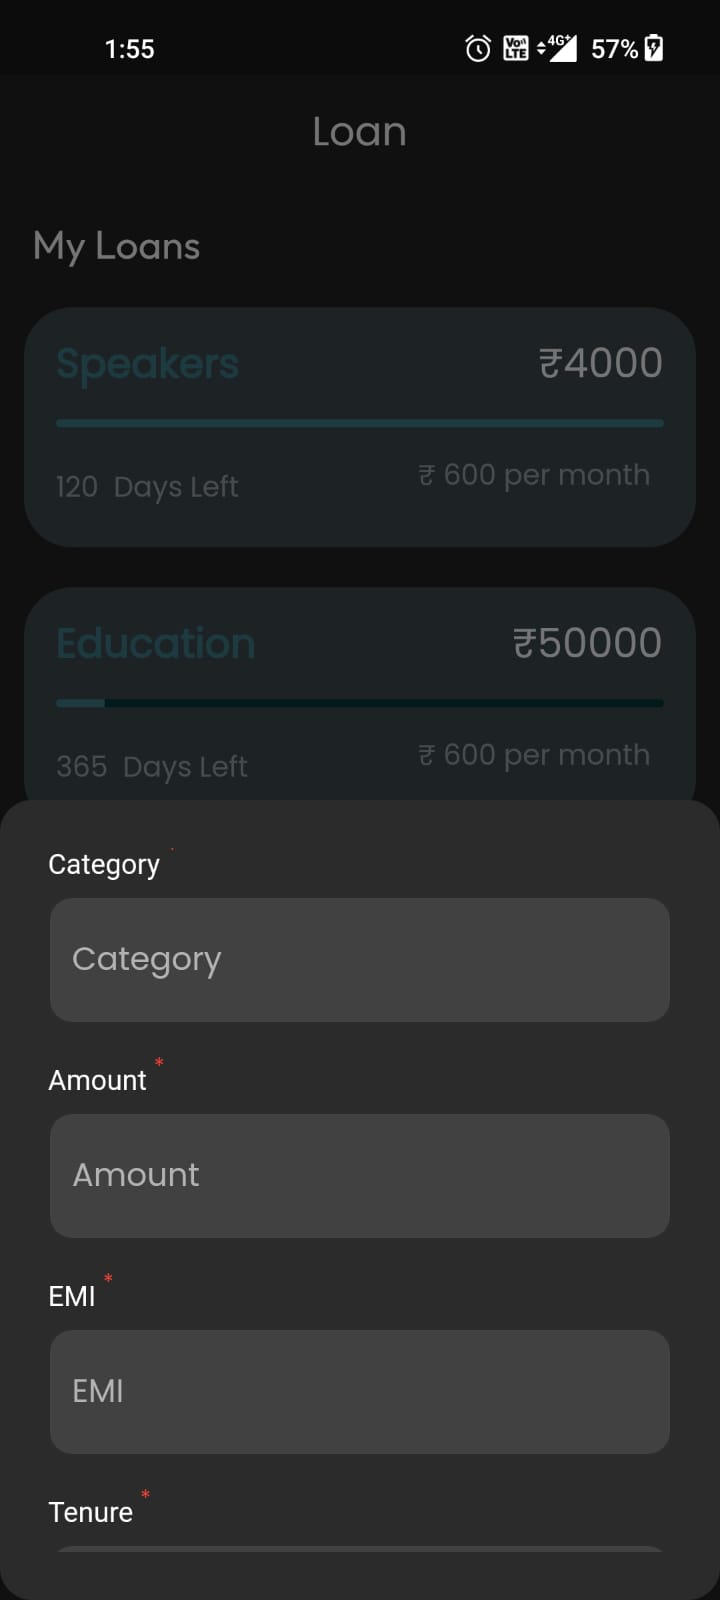 1:55 Vo LTE 4G+ 57%
Loan
My Loans
Speakers ₹4000
120 Days Left ₹ 600 per month
Education ₹50000
365 Days Left ₹ 600 per month
Category
Category
Amount *
Amount
EMI *
EMI
Tenure *